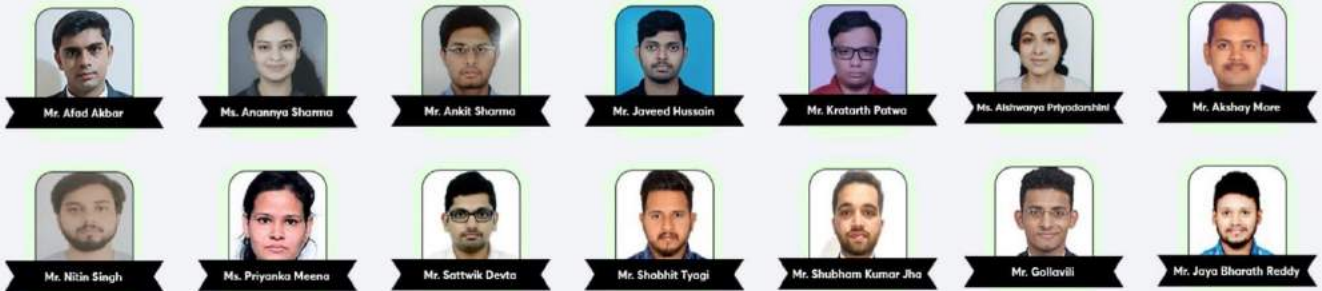 Mr. Afad Akbar
Ms. Anannya Sharma
Mr. Ankit Sharma
Mr. Javeed Hussain
Mr. Kratarth Patwa
Ms. Aishwarya Priyadarshini
Mr. Akshay More
Mr. Nitin Singh
Ms. Priyanka Meena
Mr. Sattwik Devta
Mr. Shobhit Tyagi
Mr. Shubham Kumar Jha
Mr. Gollavili
Mr. Jaya Bharath Reddy